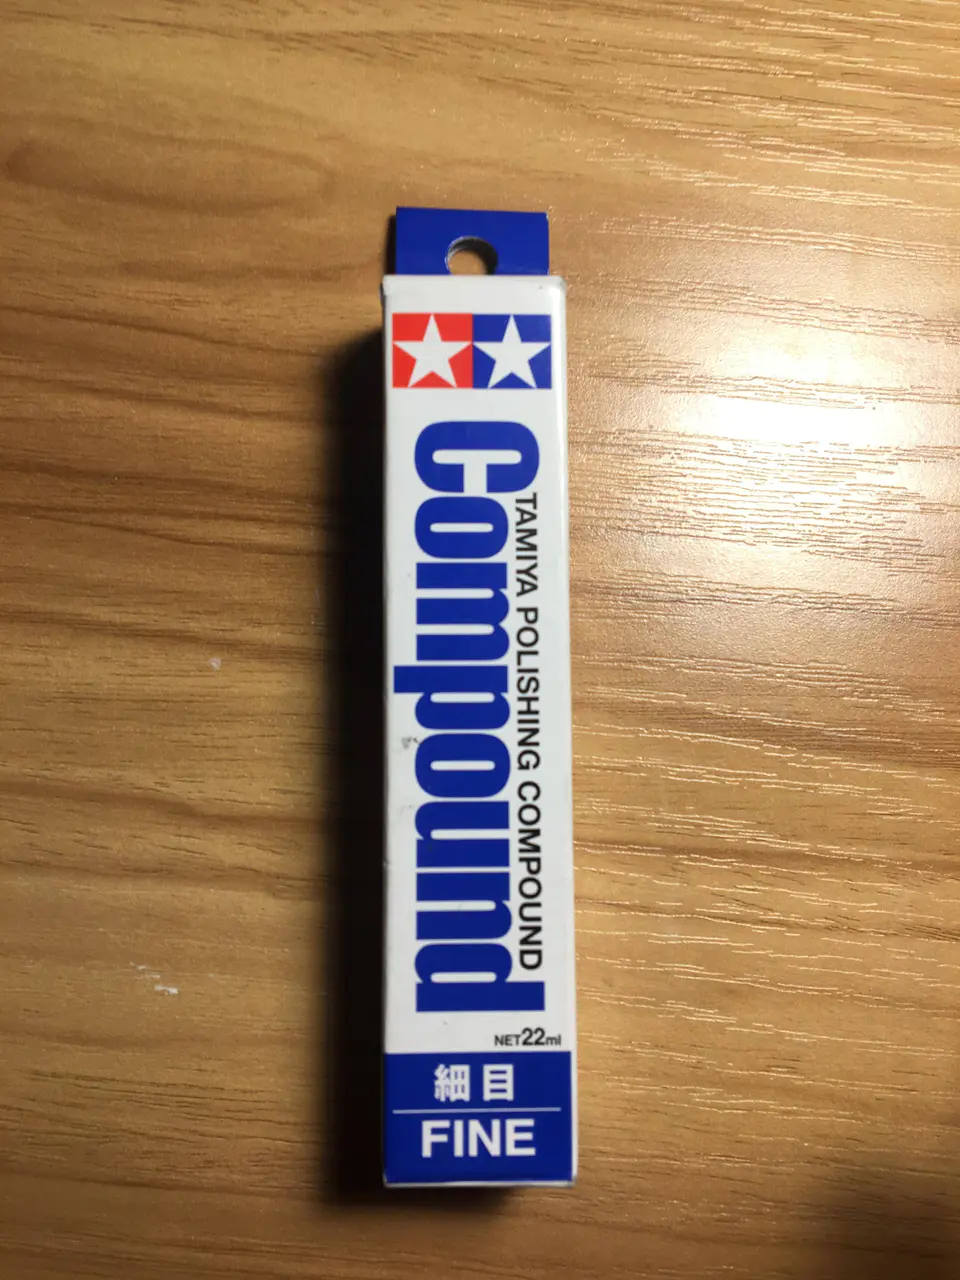 Compound
TAMIYA POLISHING COMPOUND
NET22ml
細目
FINE